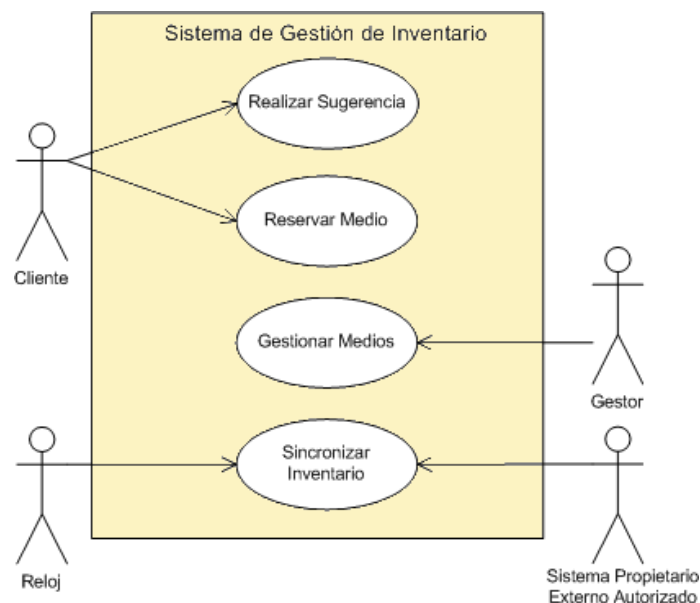 Sistema de Gestión de Inventario
Realizar Sugerencia
Reservar Medio
Cliente
Gestionar Medios
Gestor
Sincronizar
Inventario
Reloj
Sistema Propietario
Externo Autorizado